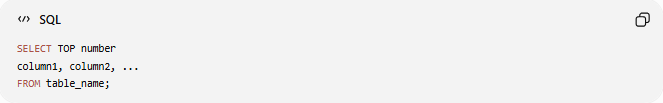 SQL
SELECT TOP number
column1, column2, ...
FROM table_name;